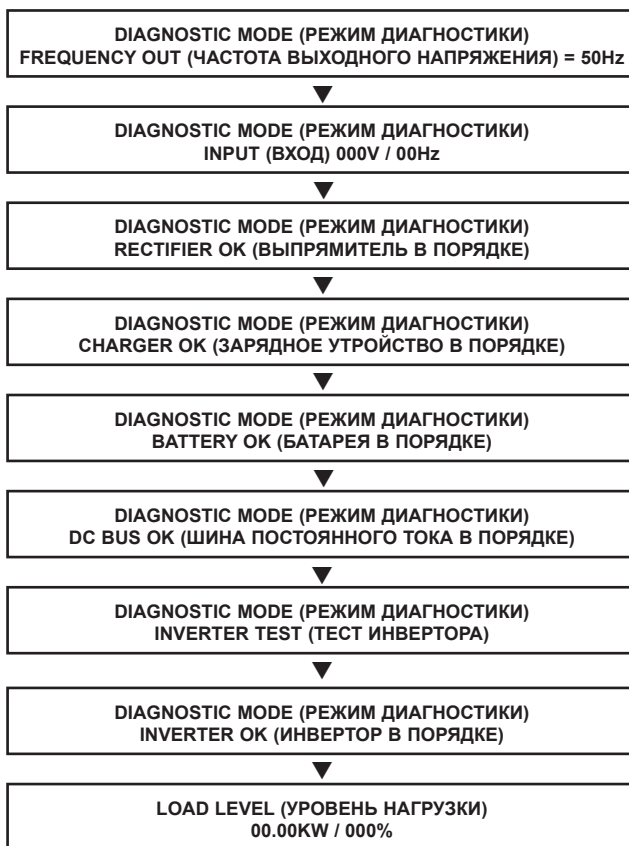 DIAGNOSTIC MODE (РЕЖИМ ДИАГНОСТИКИ)
FREQUENCY OUT (ЧАСТОТА ВЫХОДНОГО НАПРЯЖЕНИЯ) = 50Hz
DIAGNOSTIC MODE (РЕЖИМ ДИАГНОСТИКИ)
INPUT (ВХОД) 000V / 00Hz
DIAGNOSTIC MODE (РЕЖИМ ДИАГНОСТИКИ)
RECTIFIER OK (ВЫПРЯМИТЕЛЬ В ПОРЯДКЕ)
DIAGNOSTIC MODE (РЕЖИМ ДИАГНОСТИКИ)
CHARGER OK (ЗАРЯДНОЕ УТРОЙСТВО В ПОРЯДКЕ)
DIAGNOSTIC MODE (РЕЖИМ ДИАГНОСТИКИ)
BATTERY OK (БАТАРЕЯ В ПОРЯДКЕ)
DIAGNOSTIC MODE (РЕЖИМ ДИАГНОСТИКИ)
DC BUS OK (ШИНА ПОСТОЯННОГО ТОКА В ПОРЯДКЕ)
DIAGNOSTIC MODE (РЕЖИМ ДИАГНОСТИКИ)
INVERTER TEST (ТЕСТ ИНВЕРТОРА)
DIAGNOSTIC MODE (РЕЖИМ ДИАГНОСТИКИ)
INVERTER OK (ИНВЕРТОР В ПОРЯДКЕ)
LOAD LEVEL (УРОВЕНЬ НАГРУЗКИ)
00.00KW / 000%